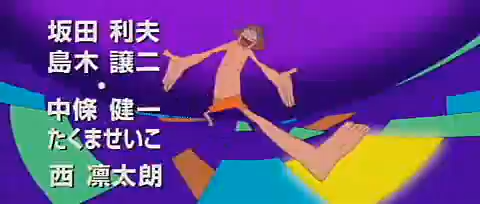 坂田 利夫
島木 譲二
・
中條 健一
たくませいこ
西 凛太朗